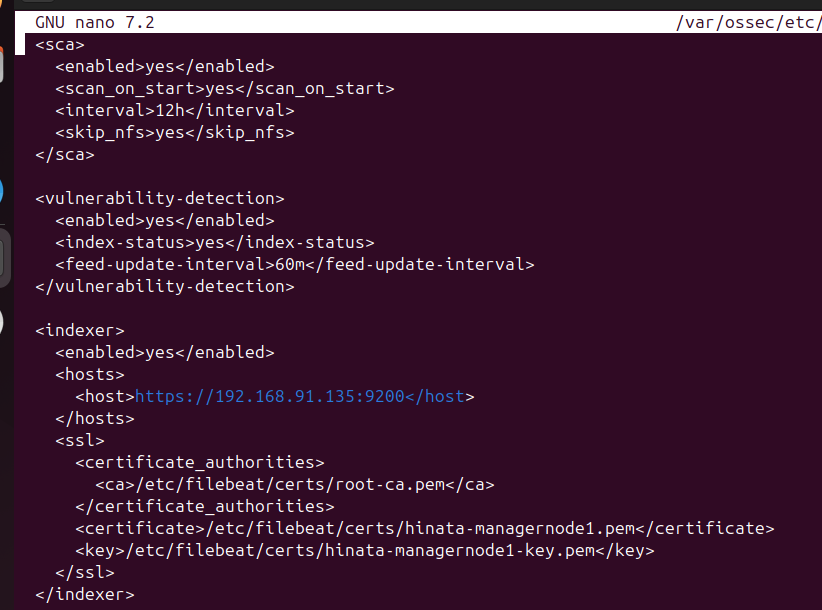 GNU nano 7.2 /var/ossec/etc/
<sca>
<enabled>yes</enabled>
<scan_on_start>yes</scan_on_start>
<interval>12h</interval>
<skip_nfs>yes</skip_nfs>
</sca>
<vulnerability-detection>
<enabled>yes</enabled>
<index-status>yes</index-status>
<feed-update-interval>60m</feed-update-interval>
</vulnerability-detection>
<indexer>
<enabled>yes</enabled>
<hosts>
<host>https://192.168.91.135:9200</host>
</hosts>
<ssl>
<certificate_authorities>
<ca>/etc/filebeat/certs/root-ca.pem</ca>
</certificate_authorities>
<certificate>/etc/filebeat/certs/hinata-managernode1.pem</certificate>
<key>/etc/filebeat/certs/hinata-managernode1-key.pem</key>
</ssl>
</indexer>